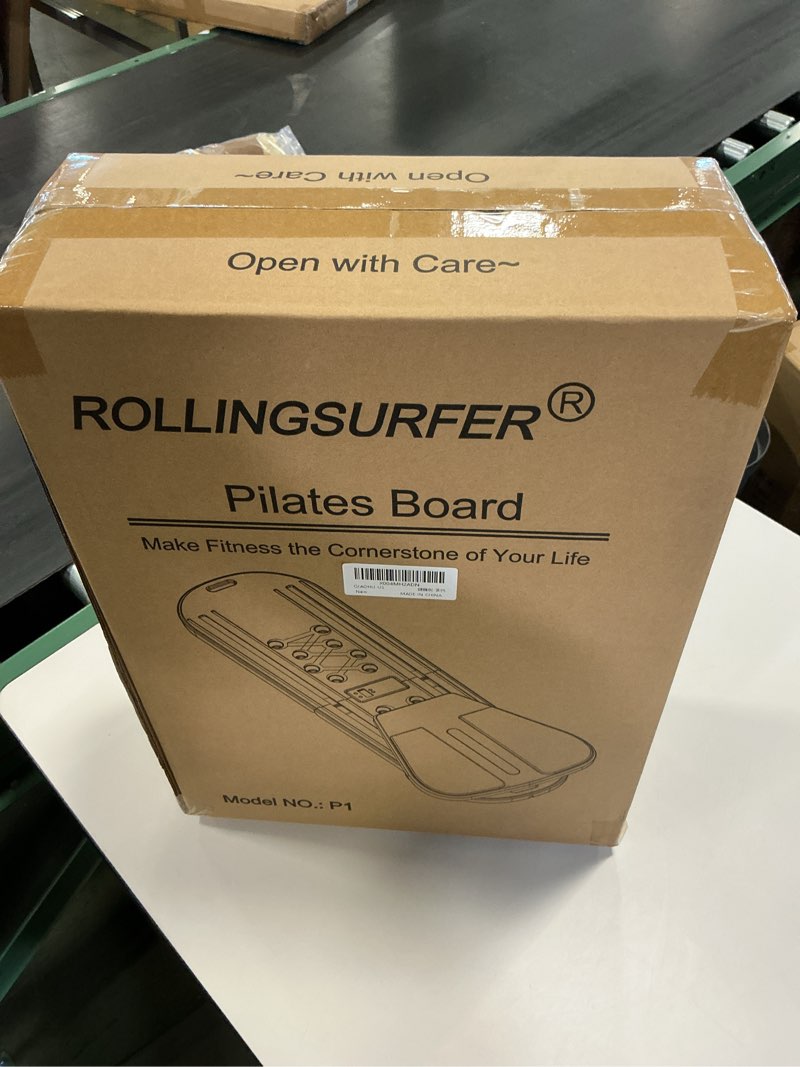 Open with Care~
Open with Care~
ROLLINGSURFER®
Pilates Board
Make Fitness the Cornerstone of Your Life
New
MADE IN CHINA
Model NO.: P1